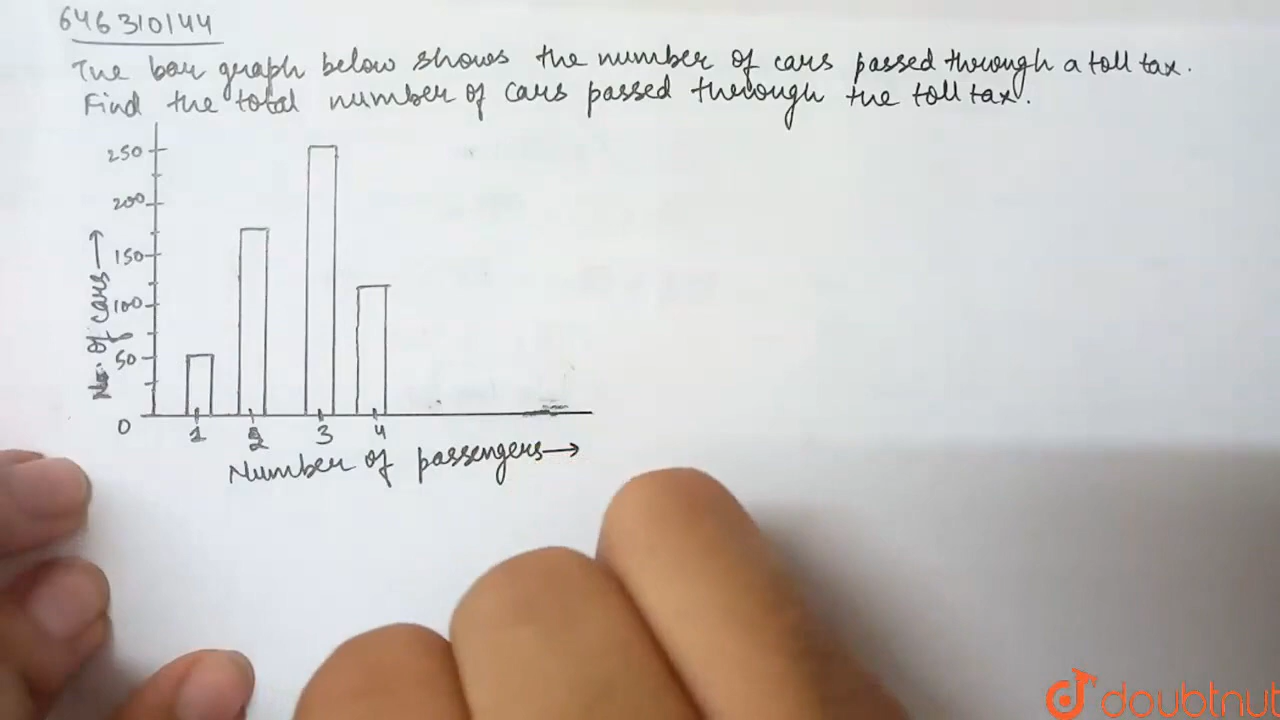 646310144
The bar graph below shows the number of cars passed through a toll tax.
Find the total number of cars passed through the toll tax.
250
200
150
100
50
0
No. of cars →
1 2 3 4
Number of passengers →
doubtnut